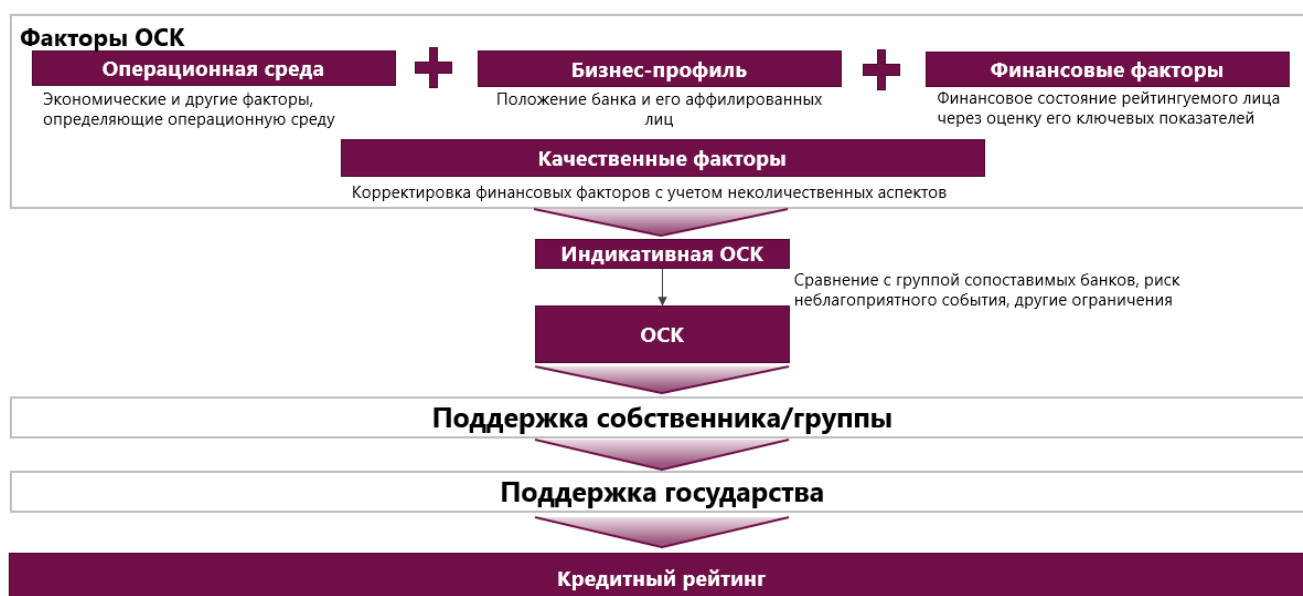 Факторы ОСК
Операционная среда
Экономические и другие факторы,
определяющие операционную среду
Бизнес-профиль
Положение банка и его аффилированных
лиц
Финансовые факторы
Финансовое состояние рейтингуемого лица
через оценку его ключевых показателей
Качественные факторы
Корректировка финансовых факторов с учетом неколичественных аспектов
Индикативная ОСК
Сравнение с группой сопоставимых банков, риск
неблагоприятного события, другие ограничения
ОСК
Поддержка собственника/группы
Поддержка государства
Кредитный рейтинг